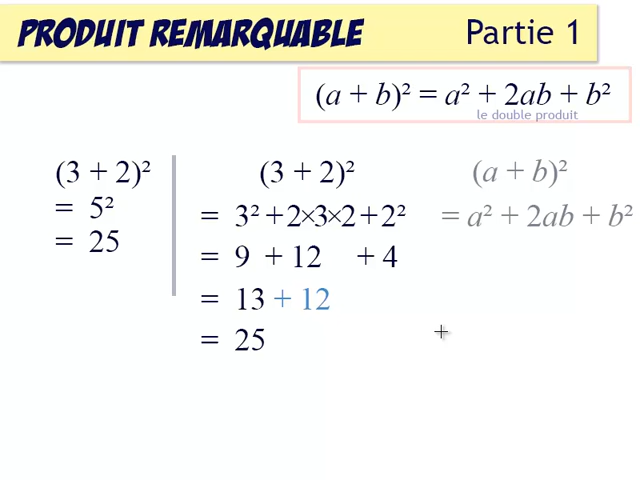 PRODUIT REMARQUABLE Partie 1
(a + b)² = a² + 2ab + b²
le double produit
(3 + 2)²
= 5²
= 25
(3 + 2)²
= 3² + 2×3×2 + 2²
= 9 + 12 + 4
= 13 + 12
= 25
(a + b)²
= a² + 2ab + b²